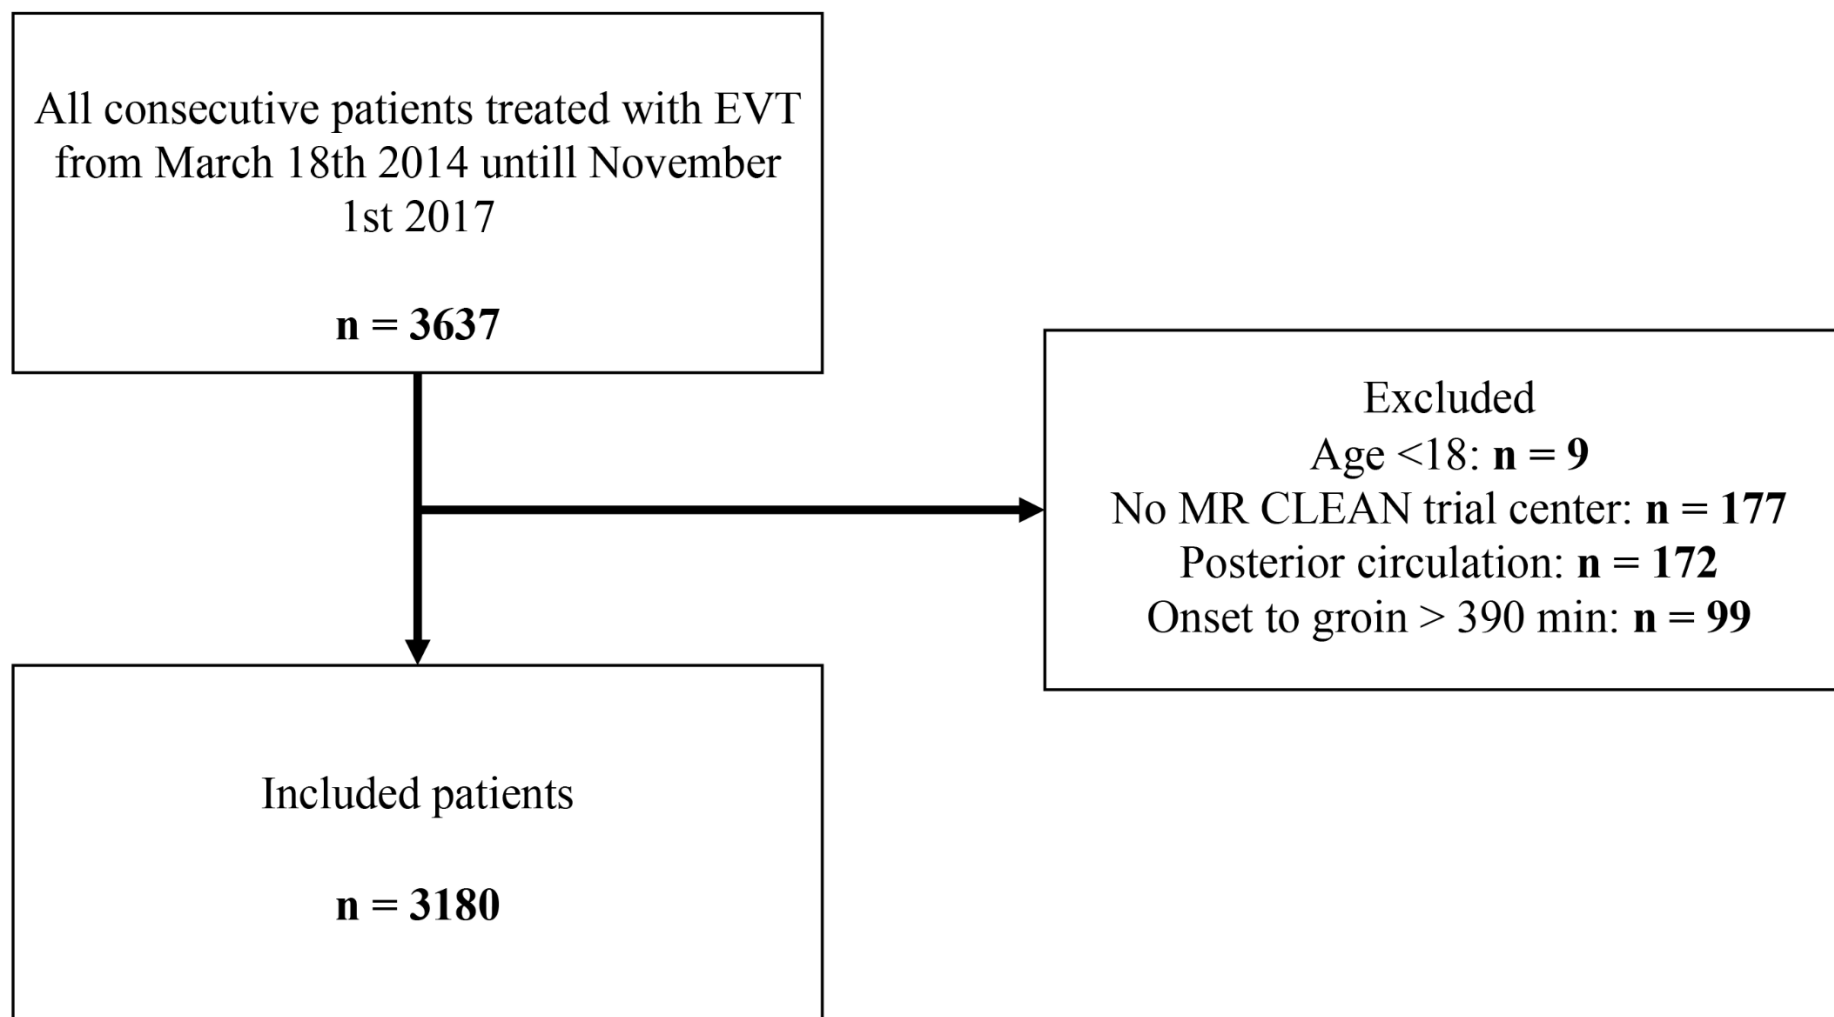 All consecutive patients treated with EVT
from March 18th 2014 untill November
1st 2017
n = 3637
Excluded
Age <18: n = 9
No MR CLEAN trial center: n = 177
Posterior circulation: n = 172
Onset to groin > 390 min: n = 99
Included patients
n = 3180